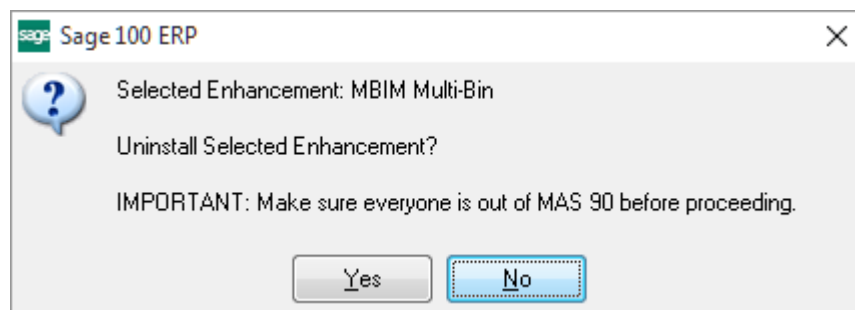 sage Sage 100 ERP
Selected Enhancement: MBIM Multi-Bin
Uninstall Selected Enhancement?
IMPORTANT: Make sure everyone is out of MAS 90 before proceeding.
Yes No